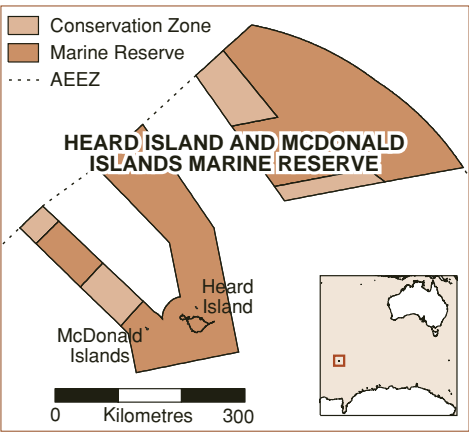 Conservation Zone
Marine Reserve
AEEZ
HEARD ISLAND AND MCDONALD
ISLANDS MARINE RESERVE
Heard
Island
McDonald
Islands
0 Kilometres 300